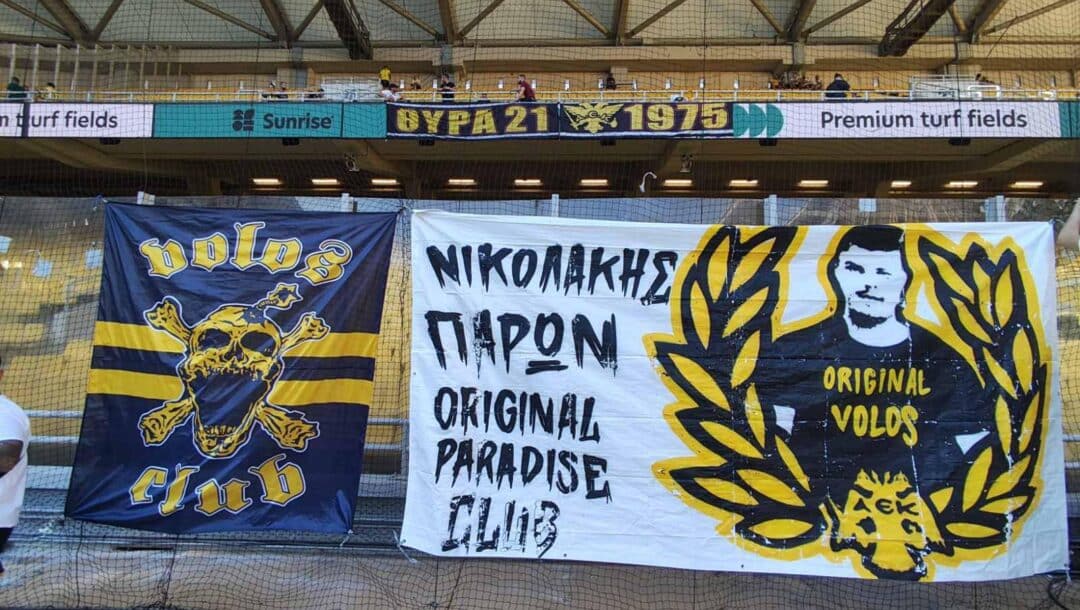 turf fields
Sunrise
ΘΥΡΑ 21
1975
Premium turf fields
volos
club
ΝΙΚΟΛΑΚΗΣ
ΠΑΡΩΝ
ORIGINAL
PARADISE
CLUB
ORIGINAL
VOLOS
ΑΕΚ